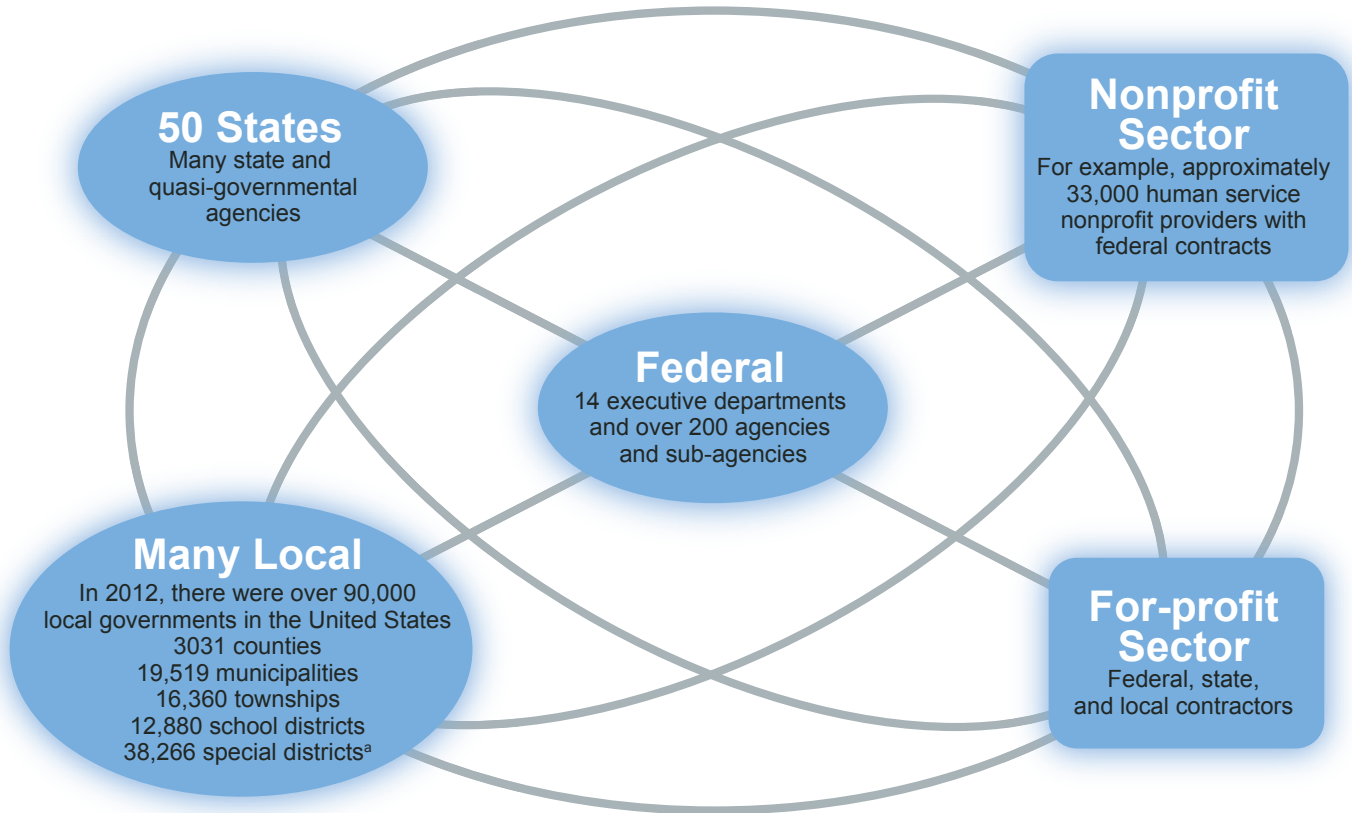 50 States
Many state and
quasi-governmental
agencies
Nonprofit
Sector
For example, approximately
33,000 human service
nonprofit providers with
federal contracts
Federal
14 executive departments
and over 200 agencies
and sub-agencies
Many Local
In 2012, there were over 90,000
local governments in the United States
3031 counties
19,519 municipalities
16,360 townships
12,880 school districts
38,266 special districtsᵃ
For-profit
Sector
Federal, state,
and local contractors